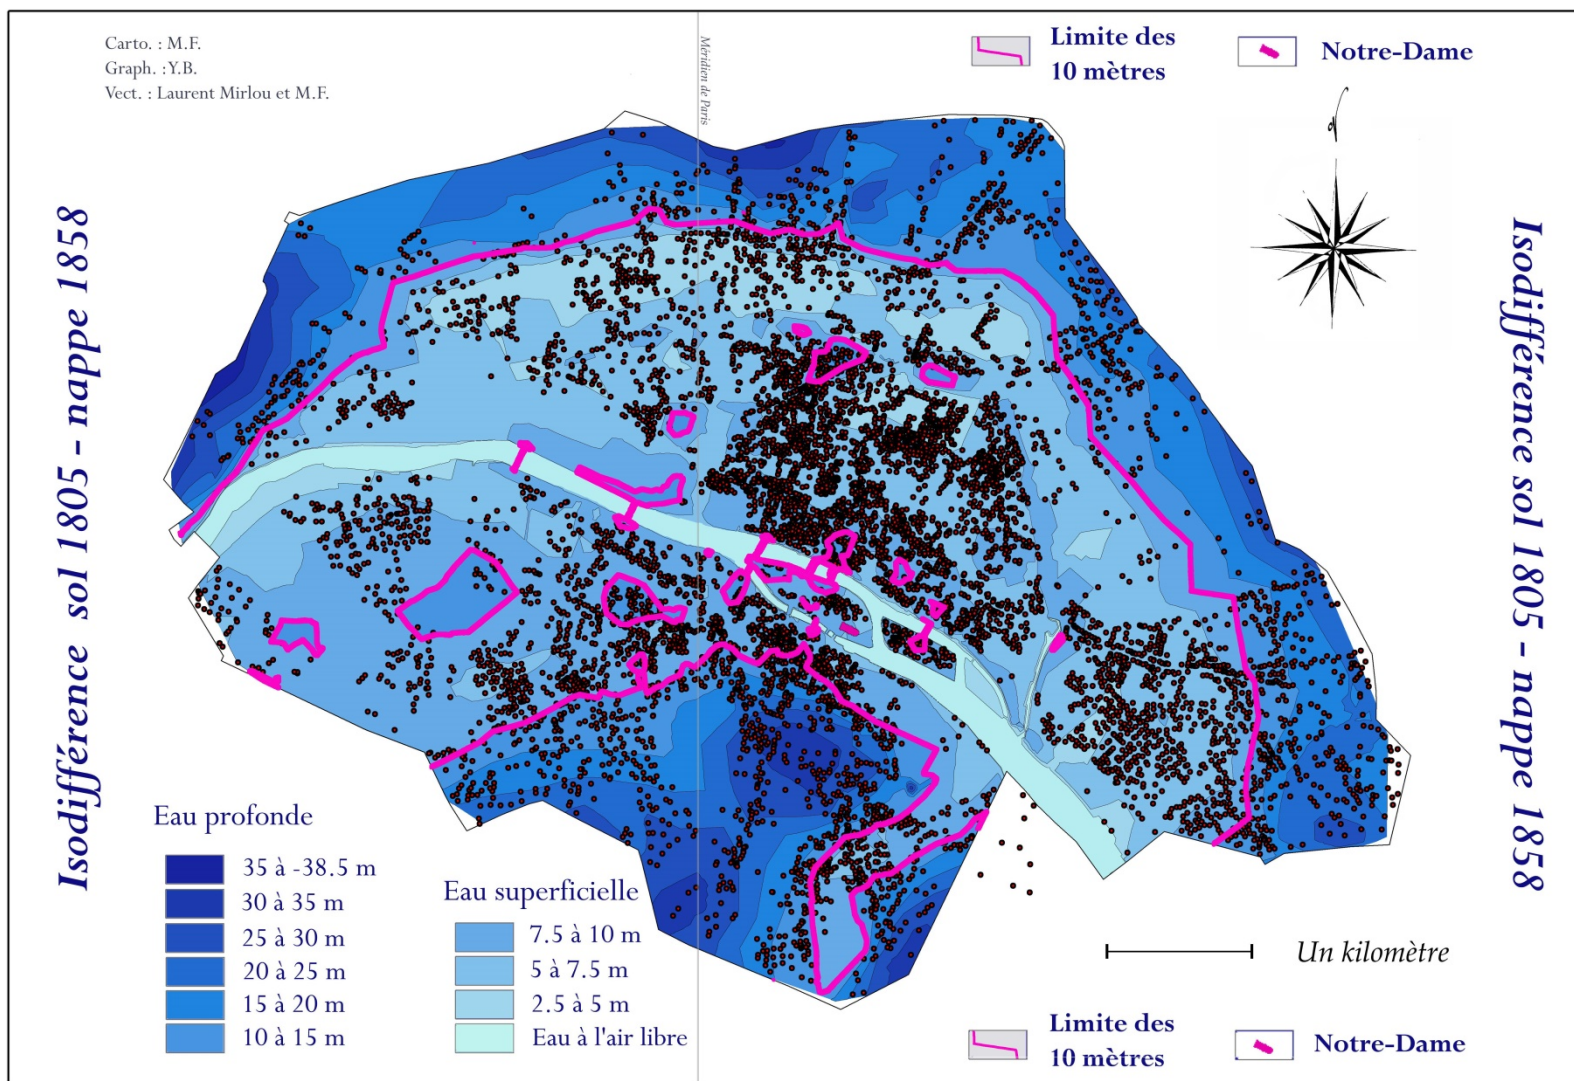 Carto. : M.F.
Graph. :Y.B.
Vect. : Laurent Mirlou et M.F.
Méridien de Paris
Limite des
10 mètres
Notre-Dame
Isodifférence sol 1805 - nappe 1858
Isodifférence sol 1805 - nappe 1858
Eau profonde
35 à -38.5 m
30 à 35 m
25 à 30 m
20 à 25 m
15 à 20 m
10 à 15 m
Eau superficielle
7.5 à 10 m
5 à 7.5 m
2.5 à 5 m
Eau à l'air libre
Un kilomètre
Limite des
10 mètres
Notre-Dame